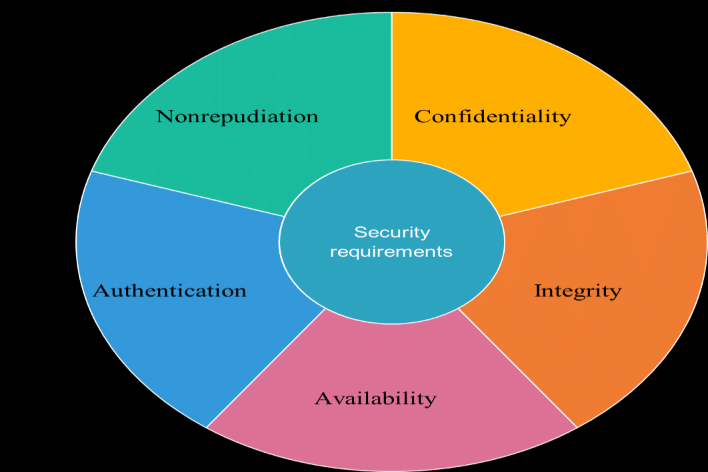 Nonrepudiation
Confidentiality
Security
requirements
Authentication
Integrity
Availability